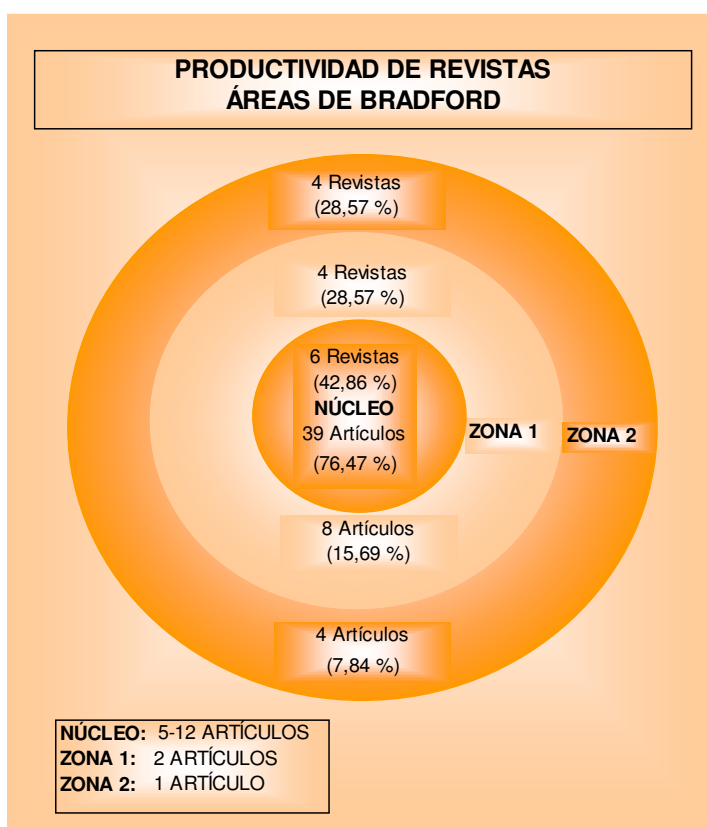 PRODUCTIVIDAD DE REVISTAS
ÁREAS DE BRADFORD
4 Revistas
(28,57 %)
4 Revistas
(28,57 %)
6 Revistas
(42,86 %)
NÚCLEO
39 Artículos
(76,47 %)
ZONA 1
ZONA 2
8 Artículos
(15,69 %)
4 Artículos
(7,84 %)
NÚCLEO: 5-12 ARTÍCULOS
ZONA 1: 2 ARTÍCULOS
ZONA 2: 1 ARTÍCULO